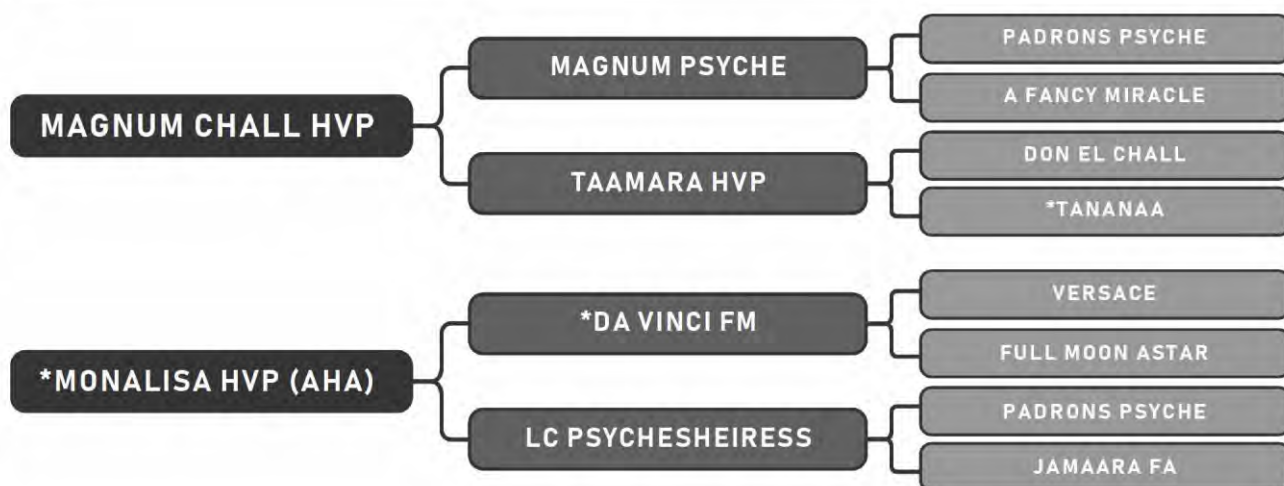 MAGNUM CHALL HVP
MAGNUM PSYCHE
PADRONS PSYCHE
A FANCY MIRACLE
TAAMARA HVP
DON EL CHALL
*TANANAA
*MONALISA HVP (AHA)
*DA VINCI FM
VERSACE
FULL MOON ASTAR
LC PSYCHESHEIRESS
PADRONS PSYCHE
JAMAARA FA